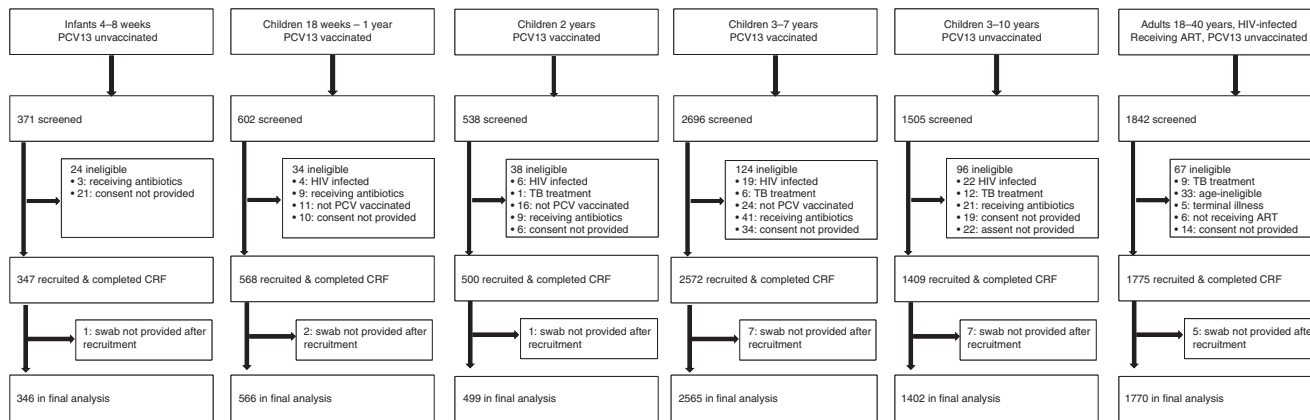 Infants 4–8 weeks
PCV13 unvaccinated
371 screened
24 ineligible
• 3: receiving antibiotics
• 21: consent not provided
347 recruited & completed CRF
1: swab not provided after
recruitment
346 in final analysis
Children 18 weeks – 1 year
PCV13 vaccinated
602 screened
34 ineligible
• 4: HIV infected
• 9: receiving antibiotics
• 11: not PCV vaccinated
• 10: consent not provided
568 recruited & completed CRF
2: swab not provided after
recruitment
566 in final analysis
Children 2 years
PCV13 vaccinated
538 screened
38 ineligible
• 6: HIV infected
• 1: TB treatment
• 16: not PCV vaccinated
• 9: receiving antibiotics
• 6: consent not provided
500 recruited & completed CRF
1: swab not provided after
recruitment
499 in final analysis
Children 3–7 years
PCV13 vaccinated
2696 screened
124 ineligible
• 19: HIV infected
• 6: TB treatment
• 24: not PCV vaccinated
• 41: receiving antibiotics
• 34: consent not provided
2572 recruited & completed CRF
7: swab not provided after
recruitment
2565 in final analysis
Children 3–10 years
PCV13 unvaccinated
1505 screened
96 ineligible
• 22 HIV infected
• 12: TB treatment
• 21: receiving antibiotics
• 19: consent not provided
• 22: assent not provided
1409 recruited & completed CRF
7: swab not provided after
recruitment
1402 in final analysis
Adults 18–40 years, HIV-infected
Receiving ART, PCV13 unvaccinated
1842 screened
67 ineligible
• 9: TB treatment
• 33: age-ineligible
• 5: terminal illness
• 6: not receiving ART
• 14: consent not provided
1775 recruited & completed CRF
5: swab not provided afte
recruitment
1770 in final analysis